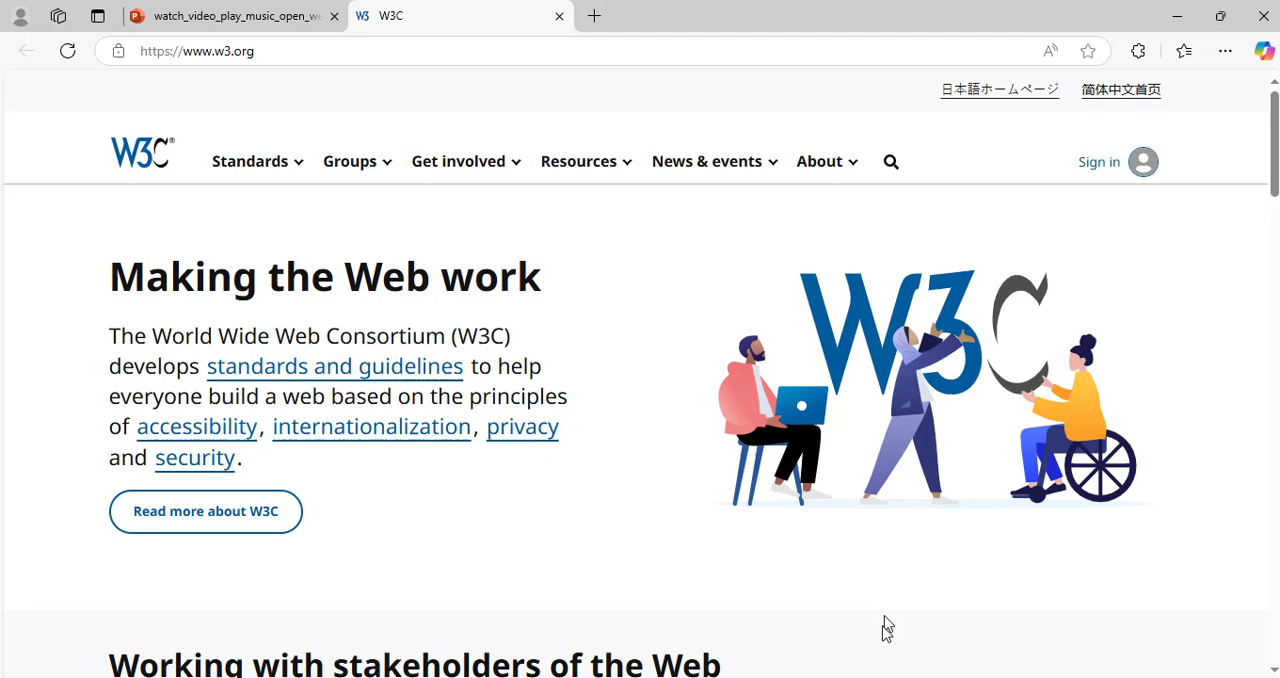 watch_video_play_music_open_we
W3C
https://www.w3.org
日本語ホームページ
简体中文首页
W3C®
Standards
Groups
Get involved
Resources
News & events
About
Sign in
Making the Web work
The World Wide Web Consortium (W3C)
develops standards and guidelines to help
everyone build a web based on the principles
of accessibility, internationalization, privacy
and security.
Read more about W3C
W3C
Working with stakeholders of the Web